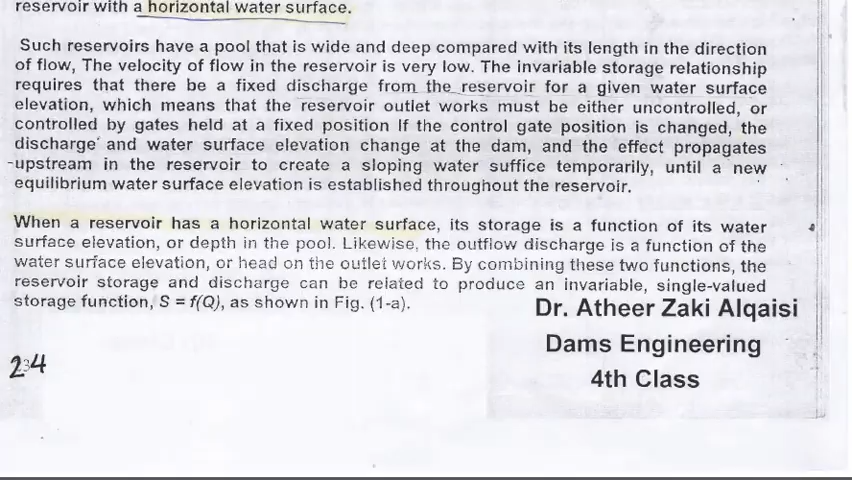 reservoir with a horizontal water surface.
Such reservoirs have a pool that is wide and deep compared with its length in the direction
of flow, The velocity of flow in the reservoir is very low. The invariable storage relationship
requires that there be a fixed discharge from the reservoir for a given water surface
elevation, which means that the reservoir outlet works must be either uncontrolled, or
controlled by gates held at a fixed position If the control gate position is changed, the
discharge and water surface elevation change at the dam, and the effect propagates
upstream in the reservoir to create a sloping water suffice temporarily, until a new
equilibrium water surface elevation is established throughout the reservoir.
When a reservoir has a horizontal water surface, its storage is a function of its water
surface elevation, or depth in the pool. Likewise, the outflow discharge is a function of the
water surface elevation, or head on the outlet works. By combining these two functions, the
reservoir storage and discharge can be related to produce an invariable, single-valued
storage function, S = f(Q), as shown in Fig. (1-a).
Dr. Atheer Zaki Alqaisi
Dams Engineering
4th Class
234